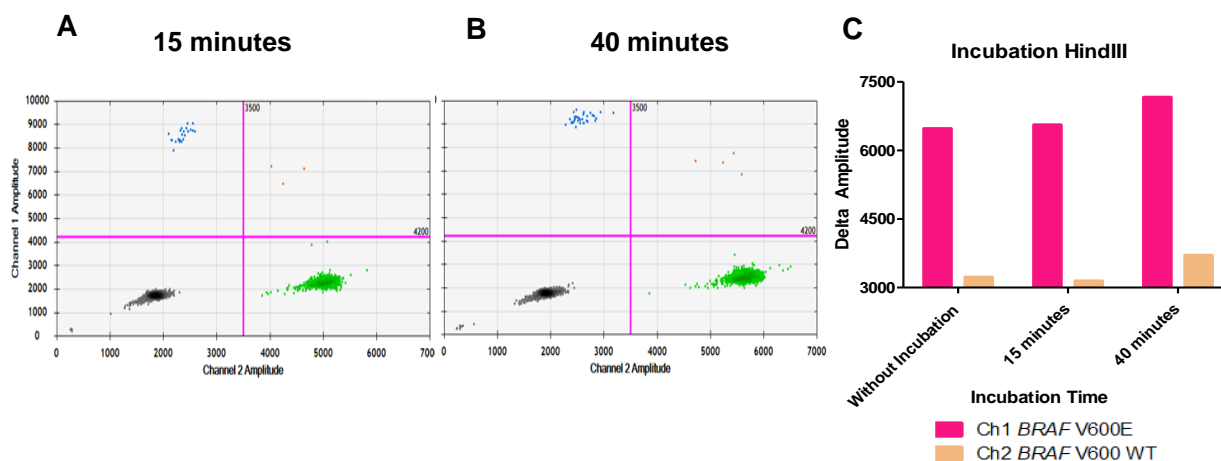 A
15 minutes
Channel 1 Amplitude
10000
9000
8000
7000
6000
5000
4000
3000
2000
1000
0
3500
4200
0 1000 2000 3000 4000 5000 6000 700
Channel 2 Amplitude
B
40 minutes
3500
4200
0 1000 2000 3000 4000 5000 6000 7000
Channel 2 Amplitude
C
Incubation HindIII
Delta Amplitude
7500
6000
4500
3000
Without Incubation
15 minutes
40 minutes
Incubation Time
Ch1 BRAF V600E
Ch2 BRAF V600 WT